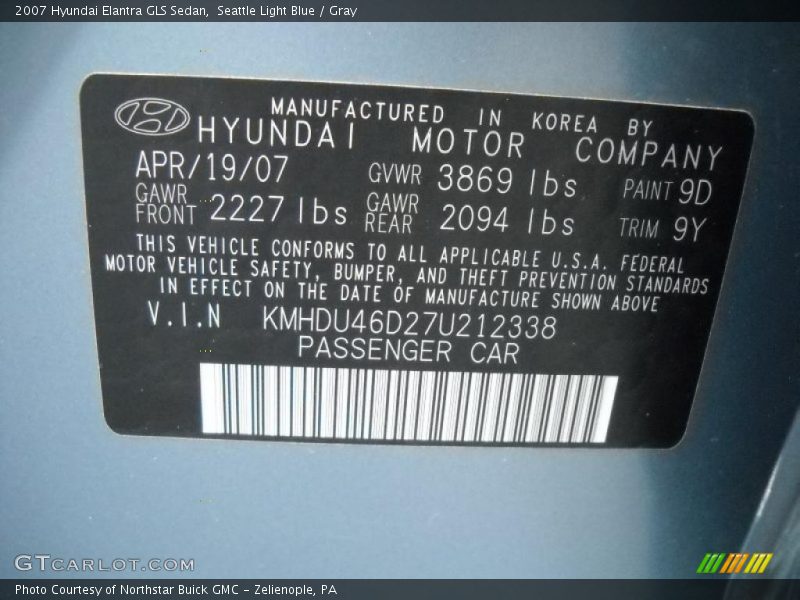 2007 Hyundai Elantra GLS Sedan,  Seattle Light Blue / Gray
MANUFACTURED IN KOREA BY
HYUNDAI MOTOR COMPANY
APR/19/07 GVWR 3869 lbs PAINT 9D
GAWR FRONT 2227 lbs GAWR REAR 2094 lbs TRIM 9Y
THIS VEHICLE CONFORMS TO ALL APPLICABLE U.S.A. FEDERAL
MOTOR VEHICLE SAFETY, BUMPER, AND THEFT PREVENTION STANDARDS
IN EFFECT ON THE DATE OF MANUFACTURE SHOWN ABOVE
V.I.N KMHDU46D27U212338
PASSENGER CAR
GTCARLOT.COM
Photo Courtesy of Northstar Buick GMC - Zelienople, PA